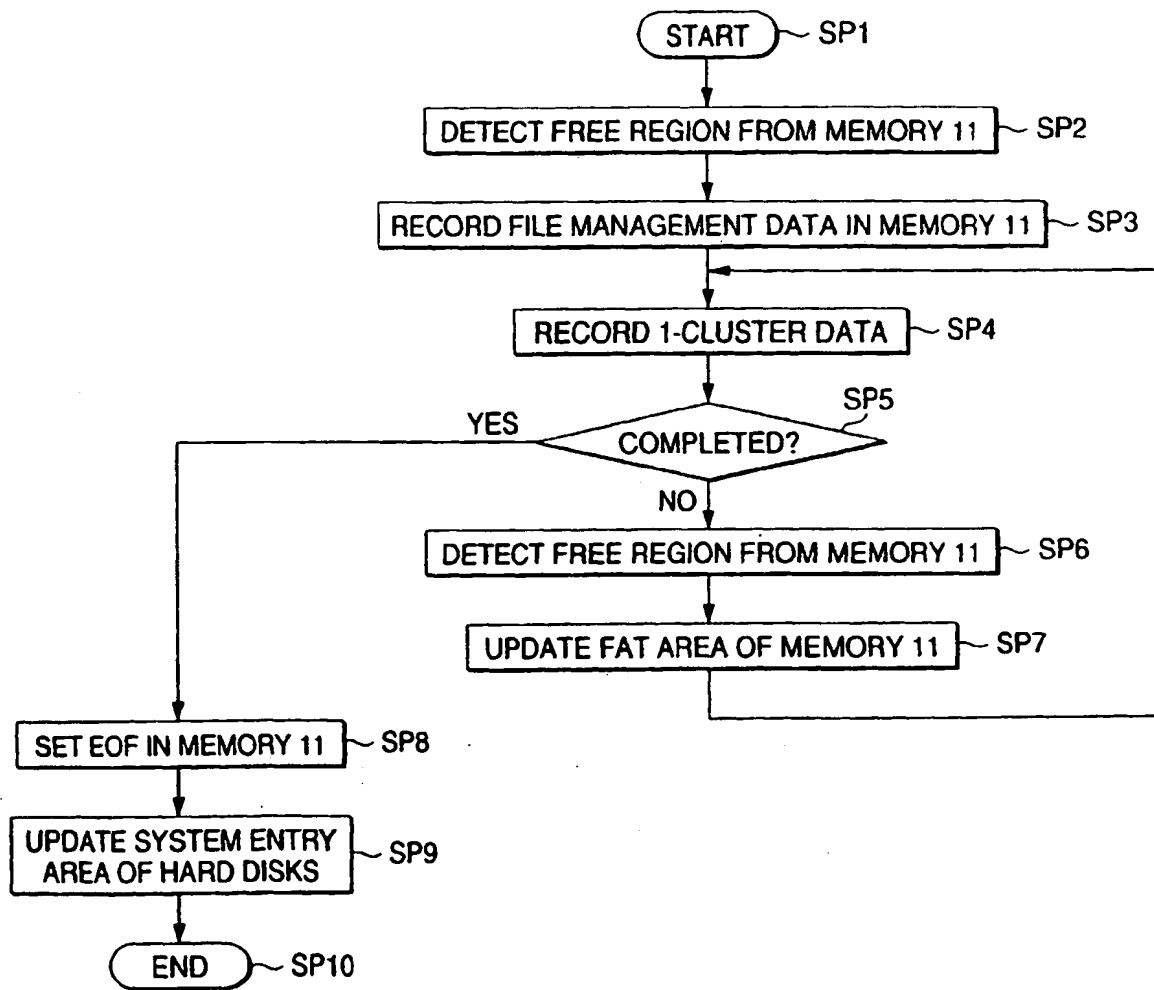 START
SP1
DETECT FREE REGION FROM MEMORY 11
SP2
RECORD FILE MANAGEMENT DATA IN MEMORY 11
SP3
RECORD 1-CLUSTER DATA
SP4
SP5
YES
COMPLETED?
NO
DETECT FREE REGION FROM MEMORY 11
SP6
UPDATE FAT AREA OF MEMORY 11
SP7
SET EOF IN MEMORY 11
SP8
UPDATE SYSTEM ENTRY
AREA OF HARD DISKS
SP9
END
SP10